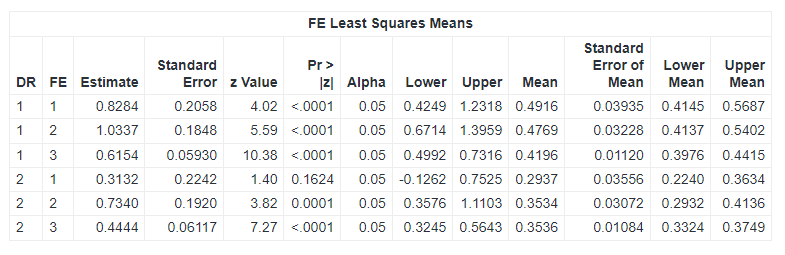 FE Least Squares Means
DR FE Estimate Standard Error z Value Pr > |z| Alpha Lower Upper Mean Standard Error of Mean Lower Mean Upper Mean
1 1 0.8284 0.2058 4.02 <.0001 0.05 0.4249 1.2318 0.4916 0.03935 0.4145 0.5687
1 2 1.0337 0.1848 5.59 <.0001 0.05 0.6714 1.3959 0.4769 0.03228 0.4137 0.5402
1 3 0.6154 0.05930 10.38 <.0001 0.05 0.4992 0.7316 0.4196 0.01120 0.3976 0.4415
2 1 0.3132 0.2242 1.40 0.1624 0.05 -0.1262 0.7525 0.2937 0.03556 0.2240 0.3634
2 2 0.7340 0.1920 3.82 0.0001 0.05 0.3576 1.1103 0.3534 0.03072 0.2932 0.4136
2 3 0.4444 0.06117 7.27 <.0001 0.05 0.3245 0.5643 0.3536 0.01084 0.3324 0.3749